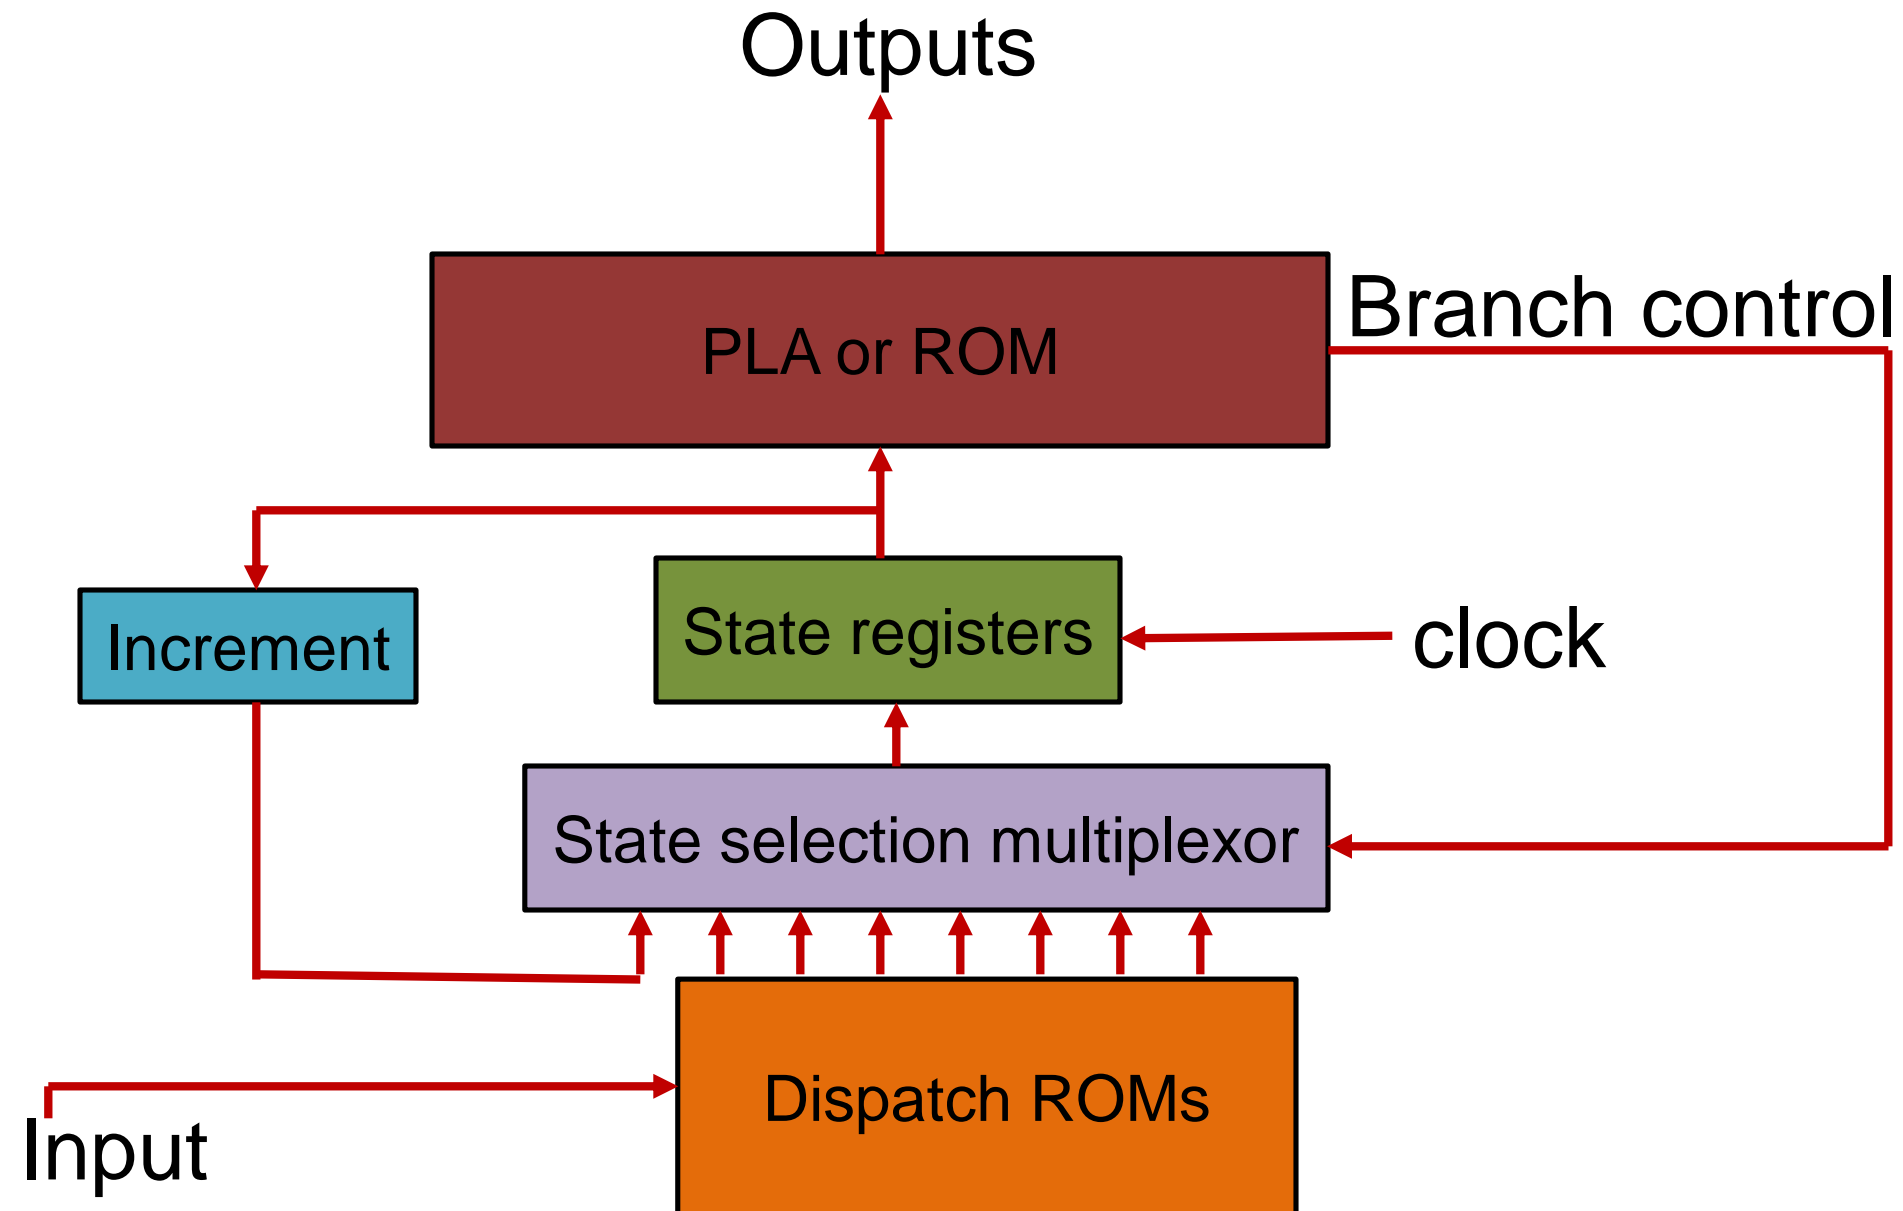 Outputs
Branch control
PLA or ROM
State registers
clock
Increment
State selection multiplexor
Dispatch ROMs
Input